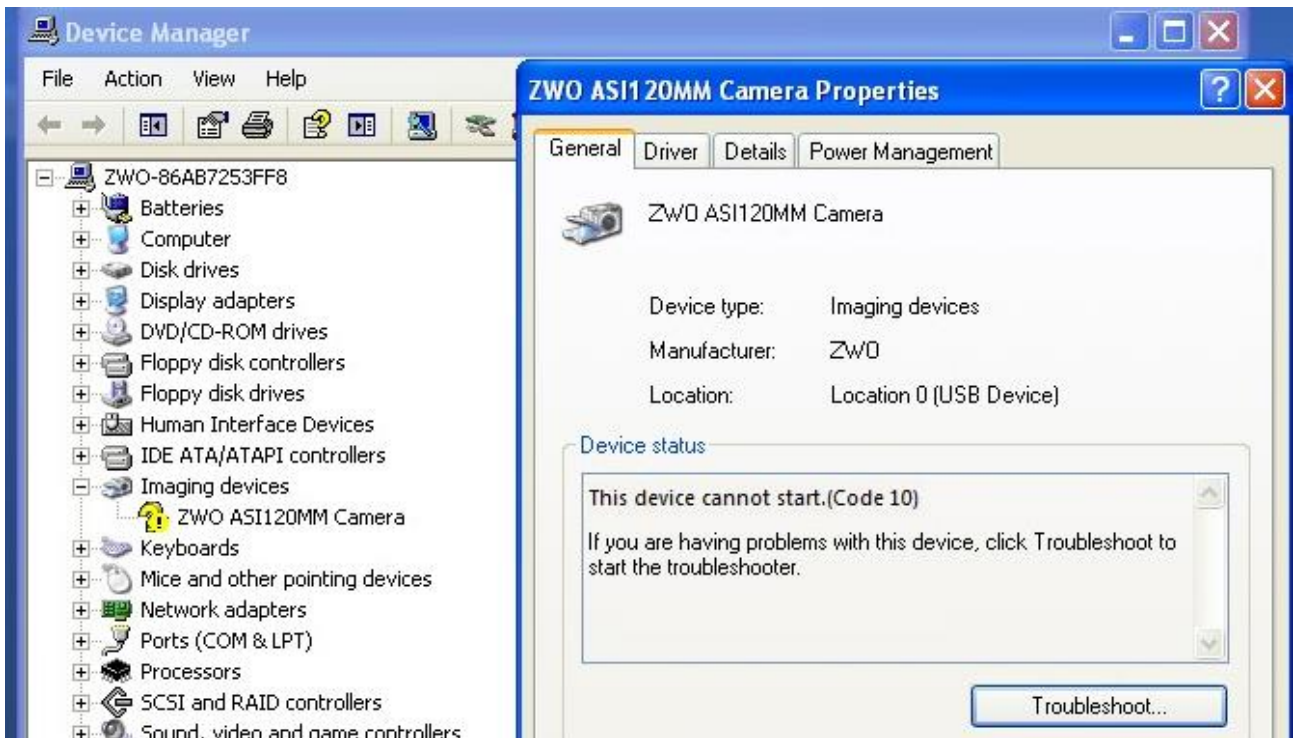 Device Manager
File Action View Help
ZWO-86AB7253FF8
Batteries
Computer
Disk drives
Display adapters
DVD/CD-ROM drives
Floppy disk controllers
Floppy disk drives
Human Interface Devices
IDE ATA/ATAPI controllers
Imaging devices
ZWO ASI120MM Camera
Keyboards
Mice and other pointing devices
Network adapters
Ports (COM & LPT)
Processors
SCSI and RAID controllers
Sound, video and game controllers
ZWO ASI120MM Camera Properties
General Driver Details Power Management
ZWO ASI120MM Camera
Device type: Imaging devices
Manufacturer: ZWO
Location: Location 0 (USB Device)
Device status
This device cannot start.(Code 10)
If you are having problems with this device, click Troubleshoot to
start the troubleshooter.
Troubleshoot...